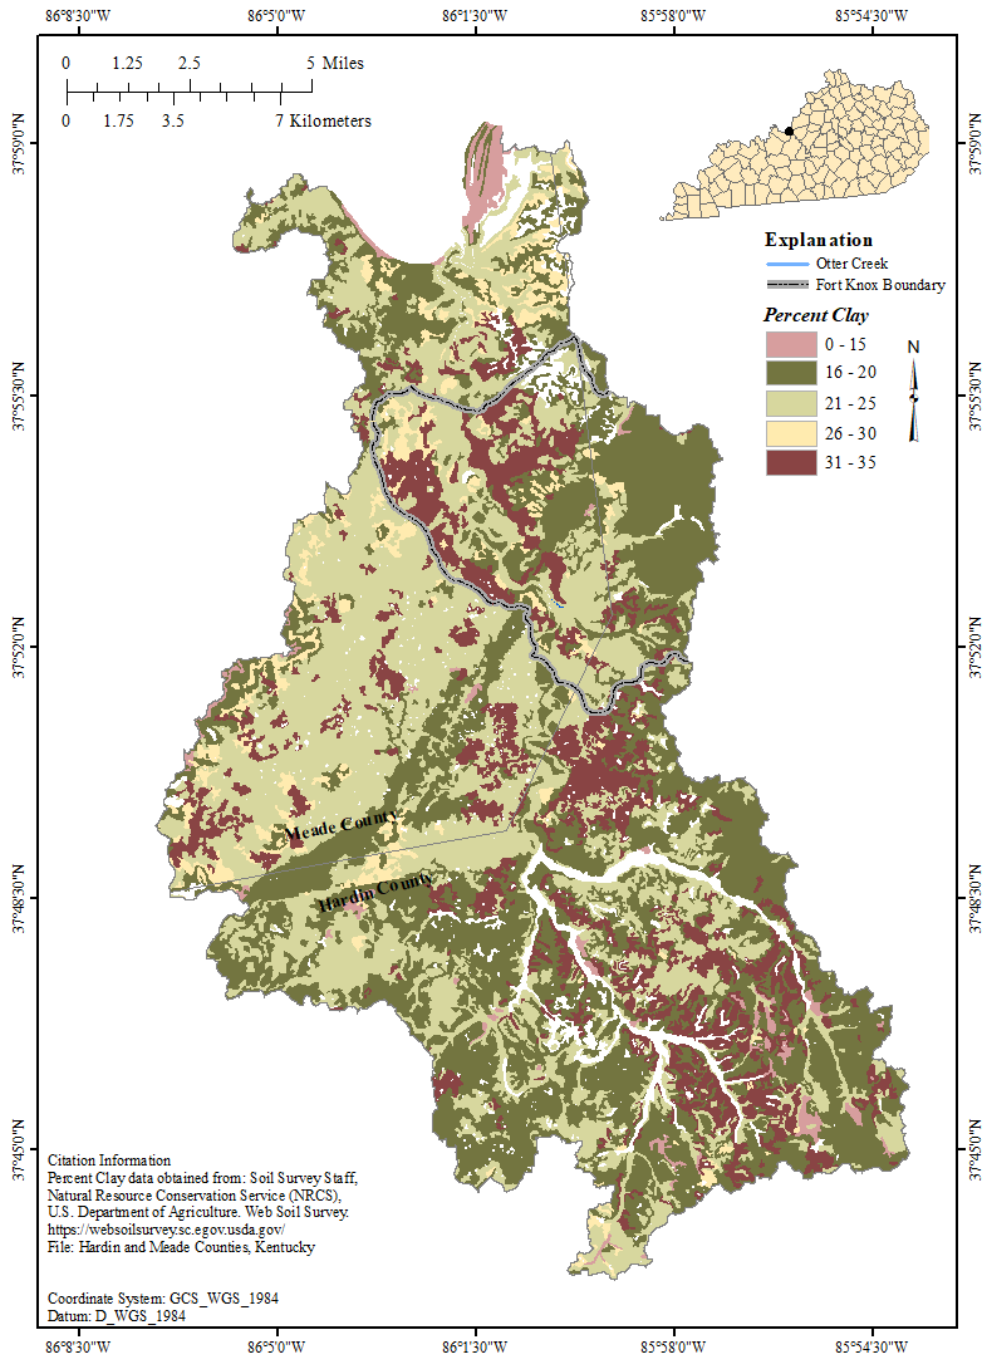 86°8'30"W 86°5'0"W 86°1'30"W 85°58'0"W 85°54'30"W
0 1.25 2.5 5 Miles
0 1.75 3.5 7 Kilometers
37°59'0"N 37°59'0"N
Explanation
Otter Creek
Fort Knox Boundary
Percent Clay
0 - 15
16 - 20
21 - 25
26 - 30
31 - 35
N
37°55'30"N 37°55'30"N
37°52'0"N 37°52'0"N
Meade County
Hardin County
37°48'30"N 37°48'30"N
37°45'0"N 37°45'0"N
Citation Information
Percent Clay data obtained from: Soil Survey Staff,
Natural Resource Conservation Service (NRCS),
U.S. Department of Agriculture. Web Soil Survey.
https://websoilsurvey.sc.egov.usda.gov/
File: Hardin and Meade Counties, Kentucky
Coordinate System: GCS_WGS_1984
Datum: D_WGS_1984
86°8'30"W 86°5'0"W 86°1'30"W 85°58'0"W 85°54'30"W